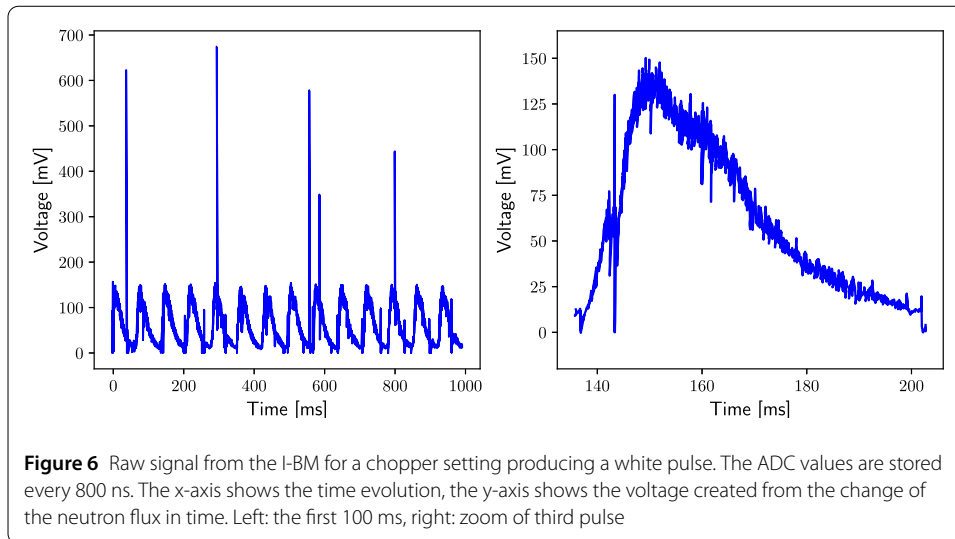 700
600
500
400
300
200
100
0
Voltage [mV]
0 200 400 600 800 1000
Time [ms]
150
125
100
75
50
25
0
Voltage [mV]
140 160 180 200
Time [ms]
Figure 6 Raw signal from the I-BM for a chopper setting producing a white pulse. The ADC values are stored
every 800 ns. The x-axis shows the time evolution, the y-axis shows the voltage created from the change of
the neutron flux in time. Left: the first 100 ms, right: zoom of third pulse